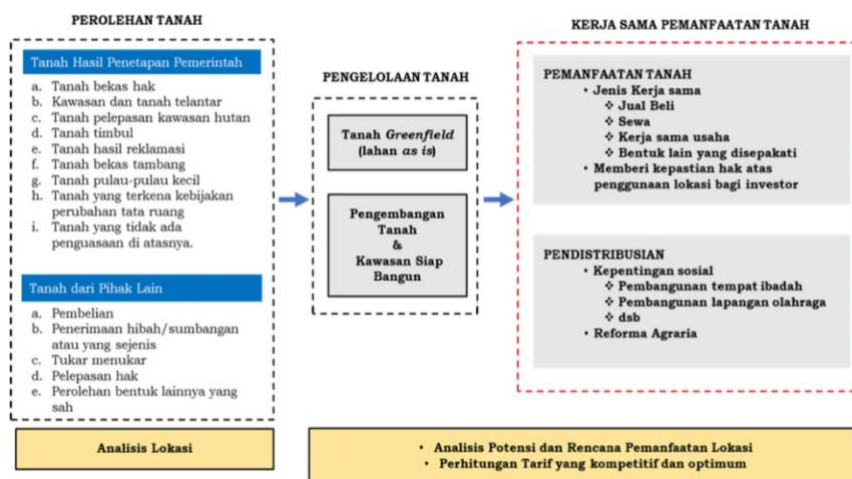 PEROLEHAN TANAH
Tanah Hasil Penetapan Pemerintah
a. Tanah bekas hak
b. Kawasan dan tanah telantar
c. Tanah pelepasan kawasan hutan
d. Tanah timbul
e. Tanah hasil reklamasi
f. Tanah bekas tambang
g. Tanah pulau-pulau kecil
h. Tanah yang terkena kebijakan
perubahan tata ruang
i. Tanah yang tidak ada
penguasaan di atasnya.
Tanah dari Pihak Lain
a. Pembelian
b. Penerimaan hibah/sumbangan
atau yang sejenis
c. Tukar menukar
d. Pelepasan hak
e. Perolehan bentuk lainnya yang
sah
Analisis Lokasi
PENGELOLAAN TANAH
Tanah Greenfield
(lahan as is)
Pengembangan
Tanah
&
Kawasan Siap
Bangun
KERJA SAMA PEMANFAATAN TANAH
PEMANFAATAN TANAH
• Jenis Kerja sama
❖ Jual Beli
❖ Sewa
❖ Kerja sama usaha
❖ Bentuk lain yang disepakati
• Memberi kepastian hak atas
penggunaan lokasi bagi investor
PENDISTRIBUSIAN
• Kepentingan sosial
❖ Pembangunan tempat ibadah
❖ Pembangunan lapangan olahraga
❖ dsb
• Reforma Agraria
• Analisis Potensi dan Rencana Pemanfaatan Lokasi
• Perhitungan Tarif yang kompetitif dan optimum